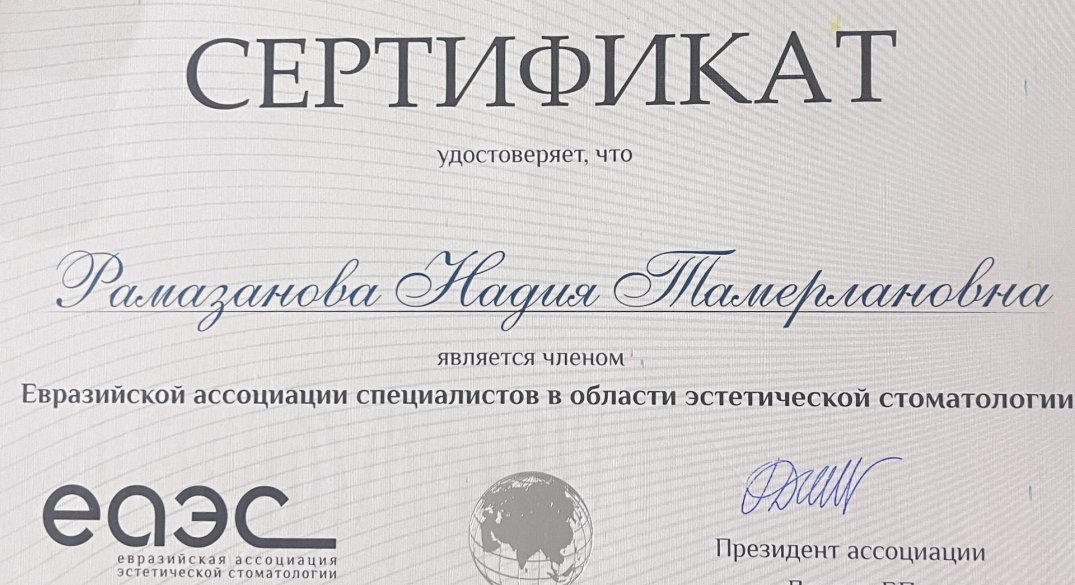 СЕРТИФИКАТ
удостоверяет, что
Рамазанова Надия Тамерлановна
является членом
Евразийской ассоциации специалистов в области эстетической стоматологии
еаэс
евразийская ассоциация
эстетической стоматологии
Президент ассоциации